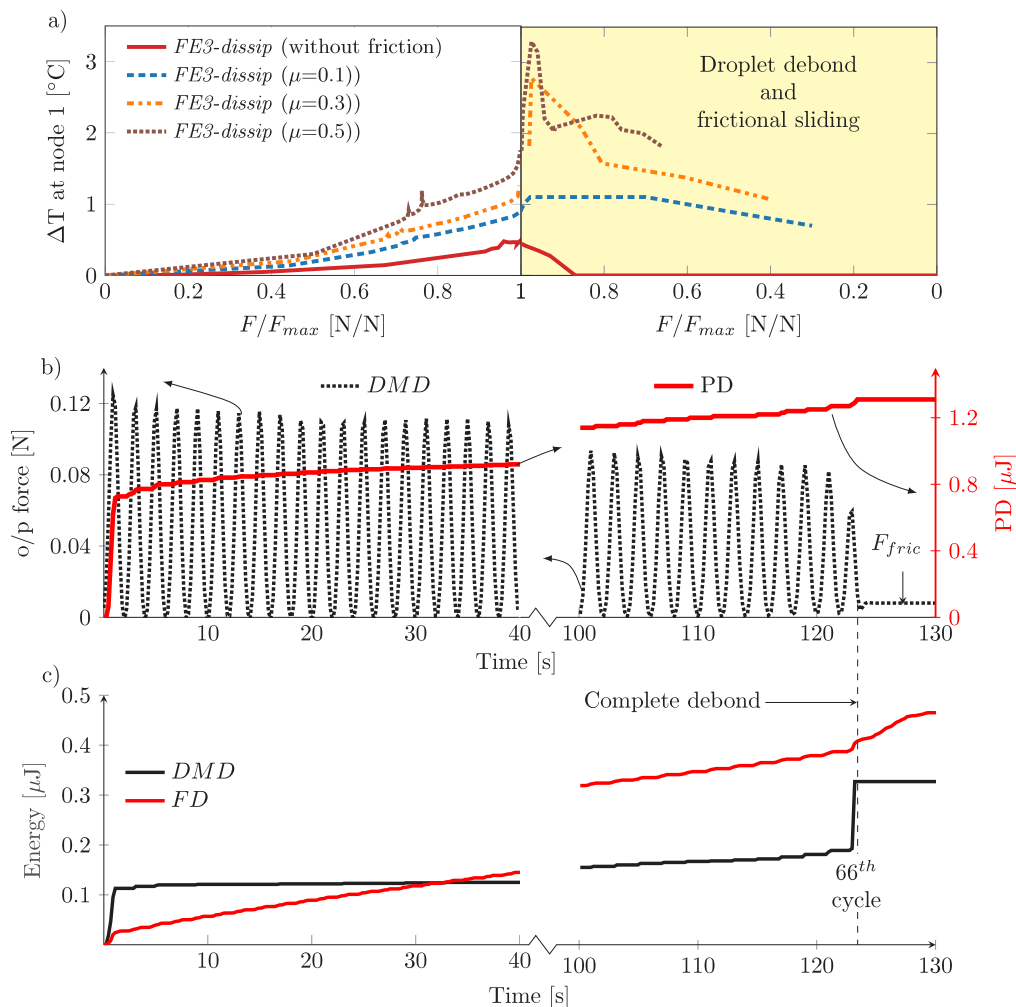 a)
FE3-dissip (without friction)
FE3-dissip (μ=0.1))
FE3-dissip (μ=0.3))
FE3-dissip (μ=0.5))
Droplet debond
and
frictional sliding
ΔT at node 1 [°C]
3
2
1
0
0 0.2 0.4 0.6 0.8 1 0.8 0.6 0.4 0.2 0
F/F_max [N/N] F/F_max [N/N]
b)
DMD PD
o/p force [N]
0.12
0.08
0.04
0
PD [μJ]
1.2
0.8
0.4
0
F_fric
10 20 30 40 100 110 120 130
Time [s] Time [s]
c)
Complete debond
DMD
FD
Energy [μJ]
0.5
0.4
0.3
0.2
0.1
66^th
cycle
10 20 30 40 100 110 120 130
Time [s] Time [s]